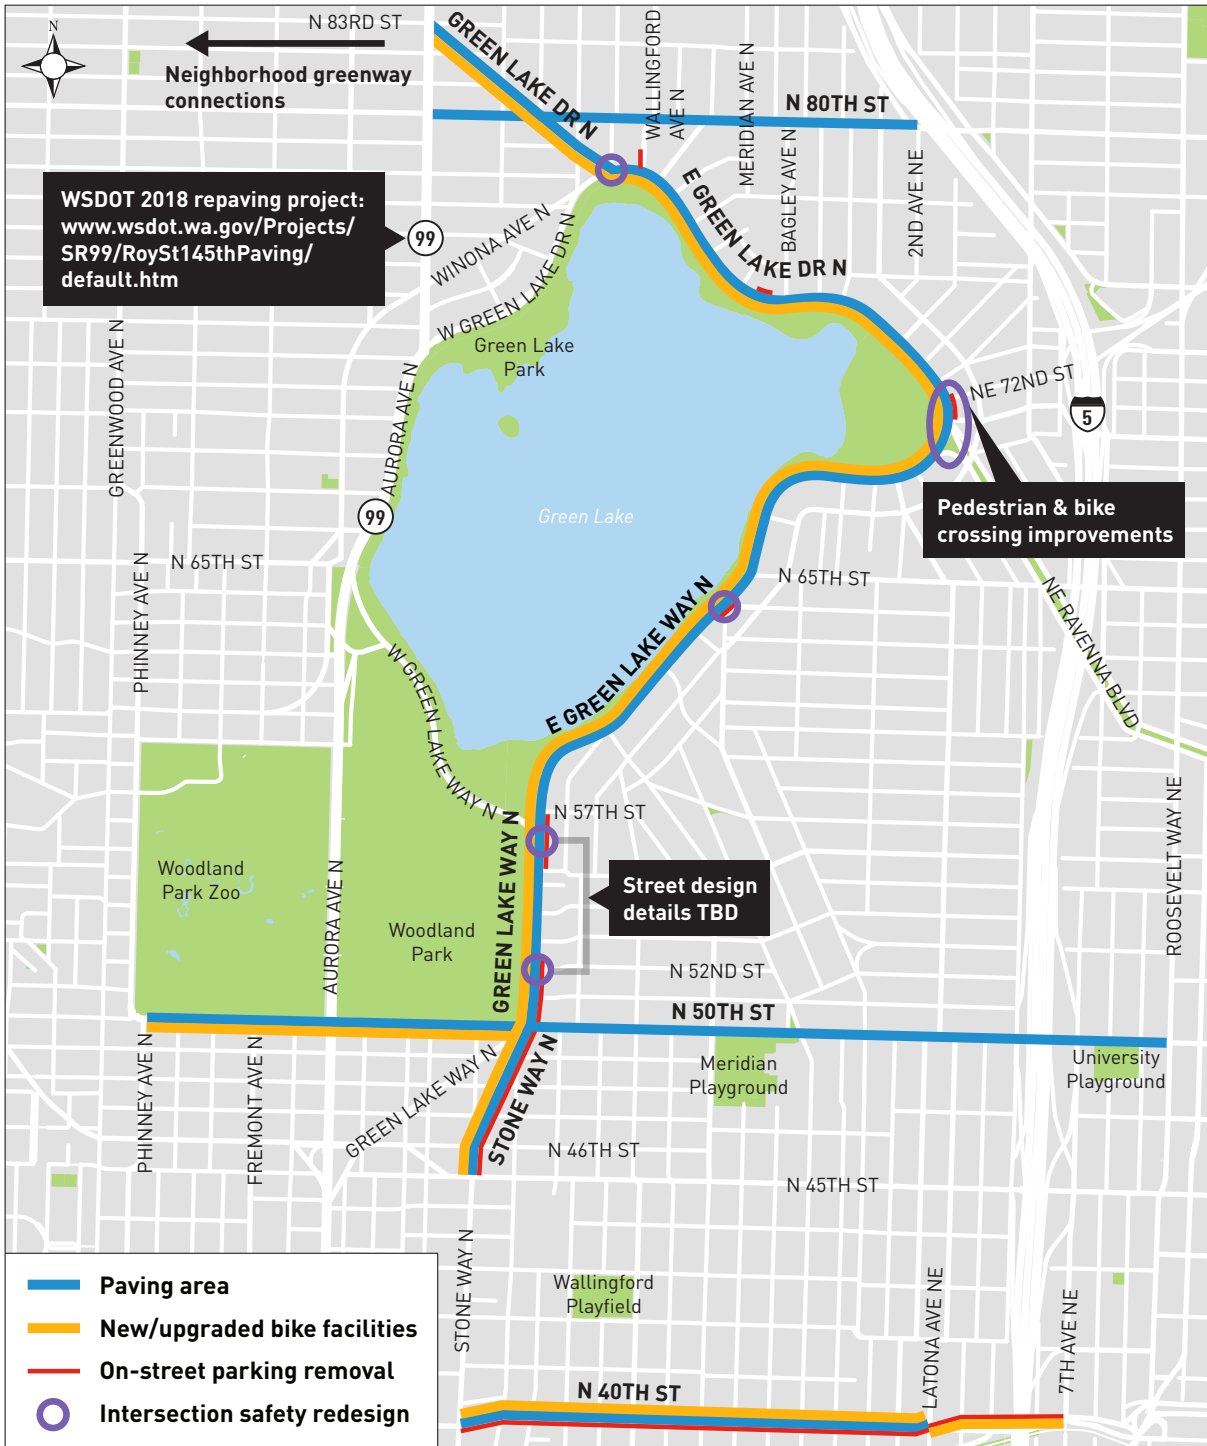 N
N 83RD ST
Neighborhood greenway
connections
GREEN LAKE DR N
WALLINGFORD
AVE N
MERIDIAN AVE N
N 80TH ST
BAGLEY AVE N
2ND AVE NE
E GREEN LAKE DR N
WSDOT 2018 repaving project:
www.wsdot.wa.gov/Projects/
SR99/RoySt145thPaving/
default.htm
99
WINONA AVE N
W GREEN LAKE DR N
Green Lake
Park
GREENWOOD AVE N
AURORA AVE N
NE 72ND ST
5
99
Green Lake
Pedestrian & bike
crossing improvements
N 65TH ST
PHINNEY AVE N
N 65TH ST
NE RAVENNA BLVD
E GREEN LAKE WAY N
W GREEN LAKE WAY N
N 57TH ST
GREEN LAKE WAY N
ROOSEVELT WAY NE
Woodland
Park Zoo
AURORA AVE N
Woodland
Park
Street design
details TBD
N 52ND ST
N 50TH ST
PHINNEY AVE N
FREMONT AVE N
GREEN LAKE WAY N
STONE WAY N
Meridian
Playground
University
Playground
N 46TH ST
N 45TH ST
STONE WAY N
Wallingford
Playfield
LATONA AVE NE
7TH AVE NE
N 40TH ST
Paving area
New/upgraded bike facilities
On-street parking removal
Intersection safety redesign